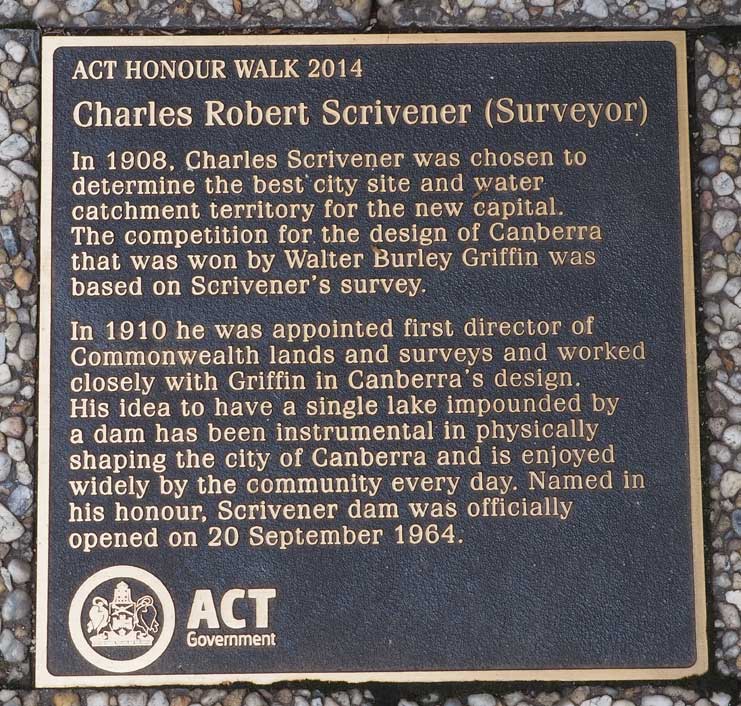 ACT HONOUR WALK 2014
Charles Robert Scrivener (Surveyor)
In 1908, Charles Scrivener was chosen to
determine the best city site and water
catchment territory for the new capital.
The competition for the design of Canberra
that was won by Walter Burley Griffin was
based on Scrivener's survey.
In 1910 he was appointed first director of
Commonwealth lands and surveys and worked
closely with Griffin in Canberra's design.
His idea to have a single lake impounded by
a dam has been instrumental in physically
shaping the city of Canberra and is enjoyed
widely by the community every day. Named in
his honour, Scrivener dam was officially
opened on 20 September 1964.
ACT
Government